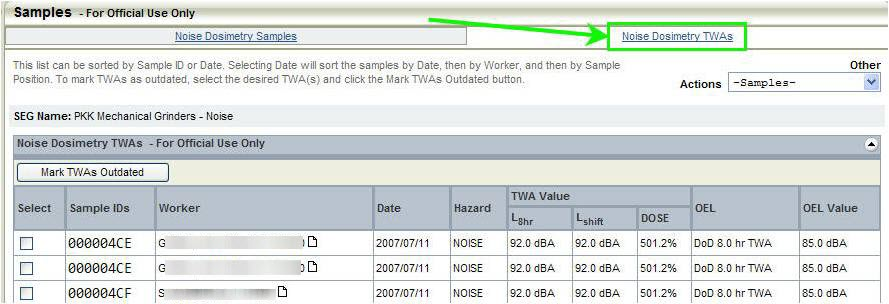 Samples - For Official Use Only
Noise Dosimetry Samples Noise Dosimetry TWAs
This list can be sorted by Sample ID or Date. Selecting Date will sort the samples by Date, then by Worker, and then by Sample
Position. To mark TWAs as outdated, select the desired TWA(s) and click the Mark TWAs Outdated button.
Other
Actions -Samples-
SEG Name: PKK Mechanical Grinders - Noise
Noise Dosimetry TWAs - For Official Use Only
Mark TWAs Outdated
Select Sample IDs Worker Date Hazard TWA Value OEL OEL Value
L8hr Lshift DOSE
000004CE G 2007/07/11 NOISE 92.0 dBA 92.0 dBA 501.2% DoD 8.0 hr TWA 85.0 dBA
000004CE G 2007/07/11 NOISE 92.0 dBA 92.0 dBA 501.2% DoD 8.0 hr TWA 85.0 dBA
000004CF S 2007/07/11 NOISE 92.0 dBA 92.0 dBA 501.2% DoD 8.0 hr TWA 85.0 dBA